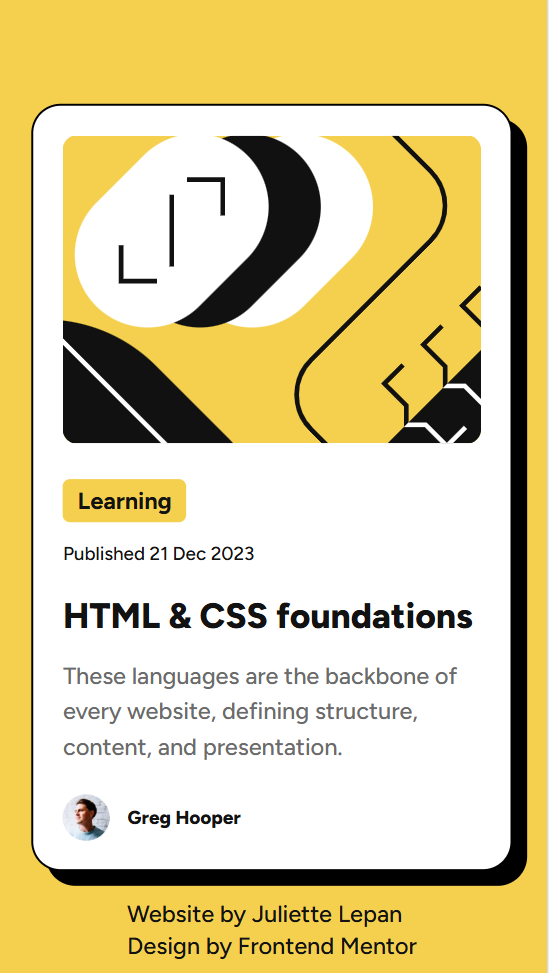 Learning
Published 21 Dec 2023
HTML & CSS foundations
These languages are the backbone of
every website, defining structure,
content, and presentation.
Greg Hooper
Website by Juliette Lepan
Design by Frontend Mentor